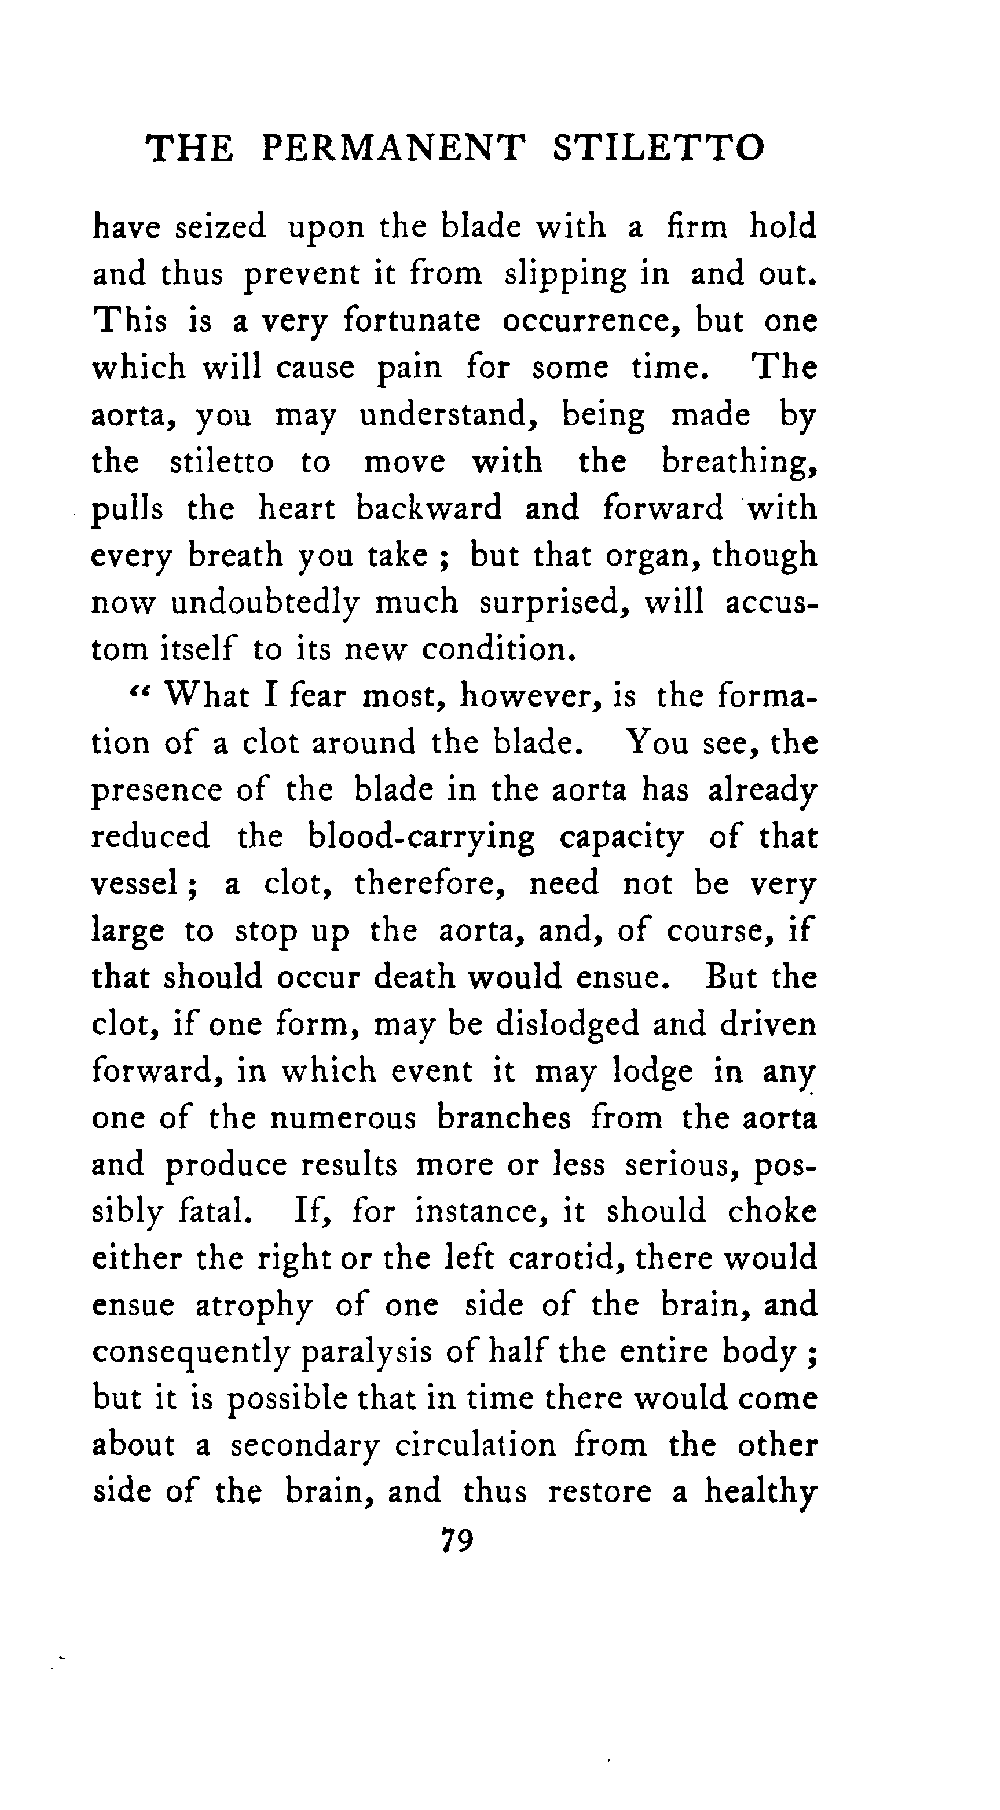 THE PERMANENT STILETTO
have seized upon the blade with a firm hold
and thus prevent it from slipping in and out.
This is a very fortunate occurrence, but one
which will cause pain for some time. The
aorta, you may understand, being made by
the stiletto to move with the breathing,
pulls the heart backward and forward with
every breath you take ; but that organ, though
now undoubtedly much surprised, will accus-
tom itself to its new condition.
“ What I fear most, however, is the forma-
tion of a clot around the blade. You see, the
presence of the blade in the aorta has already
reduced the blood-carrying capacity of that
vessel ; a clot, therefore, need not be very
large to stop up the aorta, and, of course, if
that should occur death would ensue. But the
clot, if one form, may be dislodged and driven
forward, in which event it may lodge in any
one of the numerous branches from the aorta
and produce results more or less serious, pos-
sibly fatal. If, for instance, it should choke
either the right or the left carotid, there would
ensue atrophy of one side of the brain, and
consequently paralysis of half the entire body ;
but it is possible that in time there would come
about a secondary circulation from the other
side of the brain, and thus restore a healthy
79